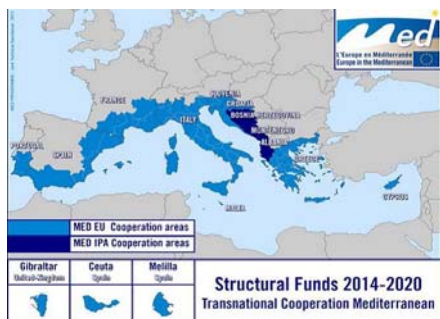 Med
L'Europe en Méditerranée
Europe in the Mediterranean
FRANCE
SLOVENIA
CROATIA
BOSNIA HERZEGOVINA
ITALY
MONTENEGRO
ALBANIA
PORTUGAL
SPAIN
GREECE
CYPRUS
MALTA
MED EU Cooperation areas
MED IPA Cooperation areas
Gibraltar
United-Kingdom
Ceuta
Spain
Melilla
Spain
Structural Funds 2014-2020
Transnational Cooperation Mediterranean